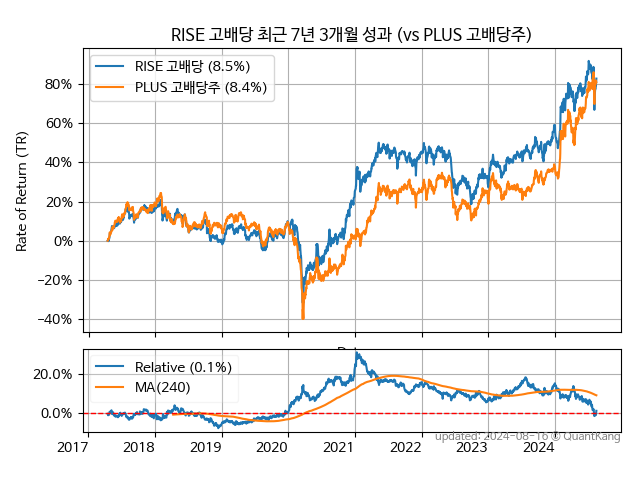 RISE 고배당 최근 7년 3개월 성과 (vs PLUS 고배당주)
RISE 고배당 (8.5%)
PLUS 고배당주 (8.4%)
Rate of Return (TR)
80%
60%
40%
20%
0%
−20%
−40%
Relative (0.1%)
MA(240)
20.0%
0.0%
2017 2018 2019 2020 2021 2022 2023 2024
updated: 2024-08-16 © QuantKang